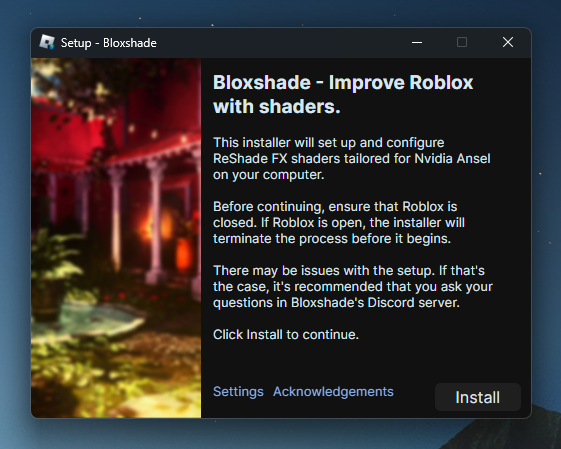 Setup - Bloxshade
Bloxshade - Improve Roblox
with shaders.
This installer will set up and configure
ReShade FX shaders tailored for Nvidia Ansel
on your computer.
Before continuing, ensure that Roblox is
closed. If Roblox is open, the installer will
terminate the process before it begins.
There may be issues with the setup. If that's
the case, it's recommended that you ask your
questions in Bloxshade's Discord server.
Click Install to continue.
Settings Acknowledgements
Install